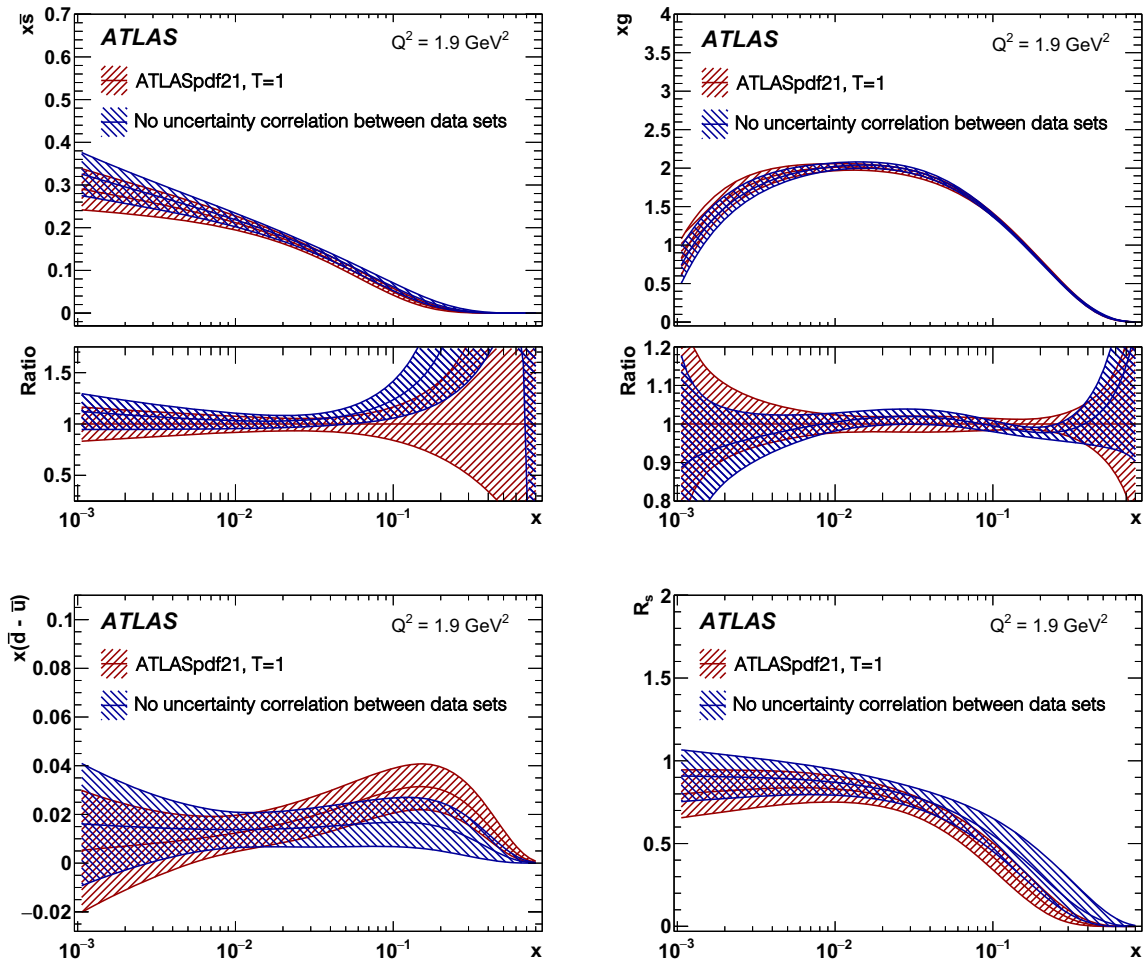 xs̅
0.7
0.6
0.5
0.4
0.3
0.2
0.1
0
ATLAS
Q² = 1.9 GeV²
ATLASpdf21, T=1
No uncertainty correlation between data sets
Ratio
1.5
1
0.5
10⁻³
10⁻²
10⁻¹
x
xg
4
3.5
3
2.5
2
1.5
1
0.5
0
ATLAS
Q² = 1.9 GeV²
ATLASpdf21, T=1
No uncertainty correlation between data sets
Ratio
1.2
1.1
1
0.9
0.8
10⁻³
10⁻²
10⁻¹
x
x(d̅ - u̅)
0.1
0.08
0.06
0.04
0.02
0
−0.02
ATLAS
Q² = 1.9 GeV²
ATLASpdf21, T=1
No uncertainty correlation between data sets
10⁻³
10⁻²
10⁻¹
x
Rₛ
2
1.5
1
0.5
0
ATLAS
Q² = 1.9 GeV²
ATLASpdf21, T=1
No uncertainty correlation between data sets
10⁻³
10⁻²
10⁻¹
x